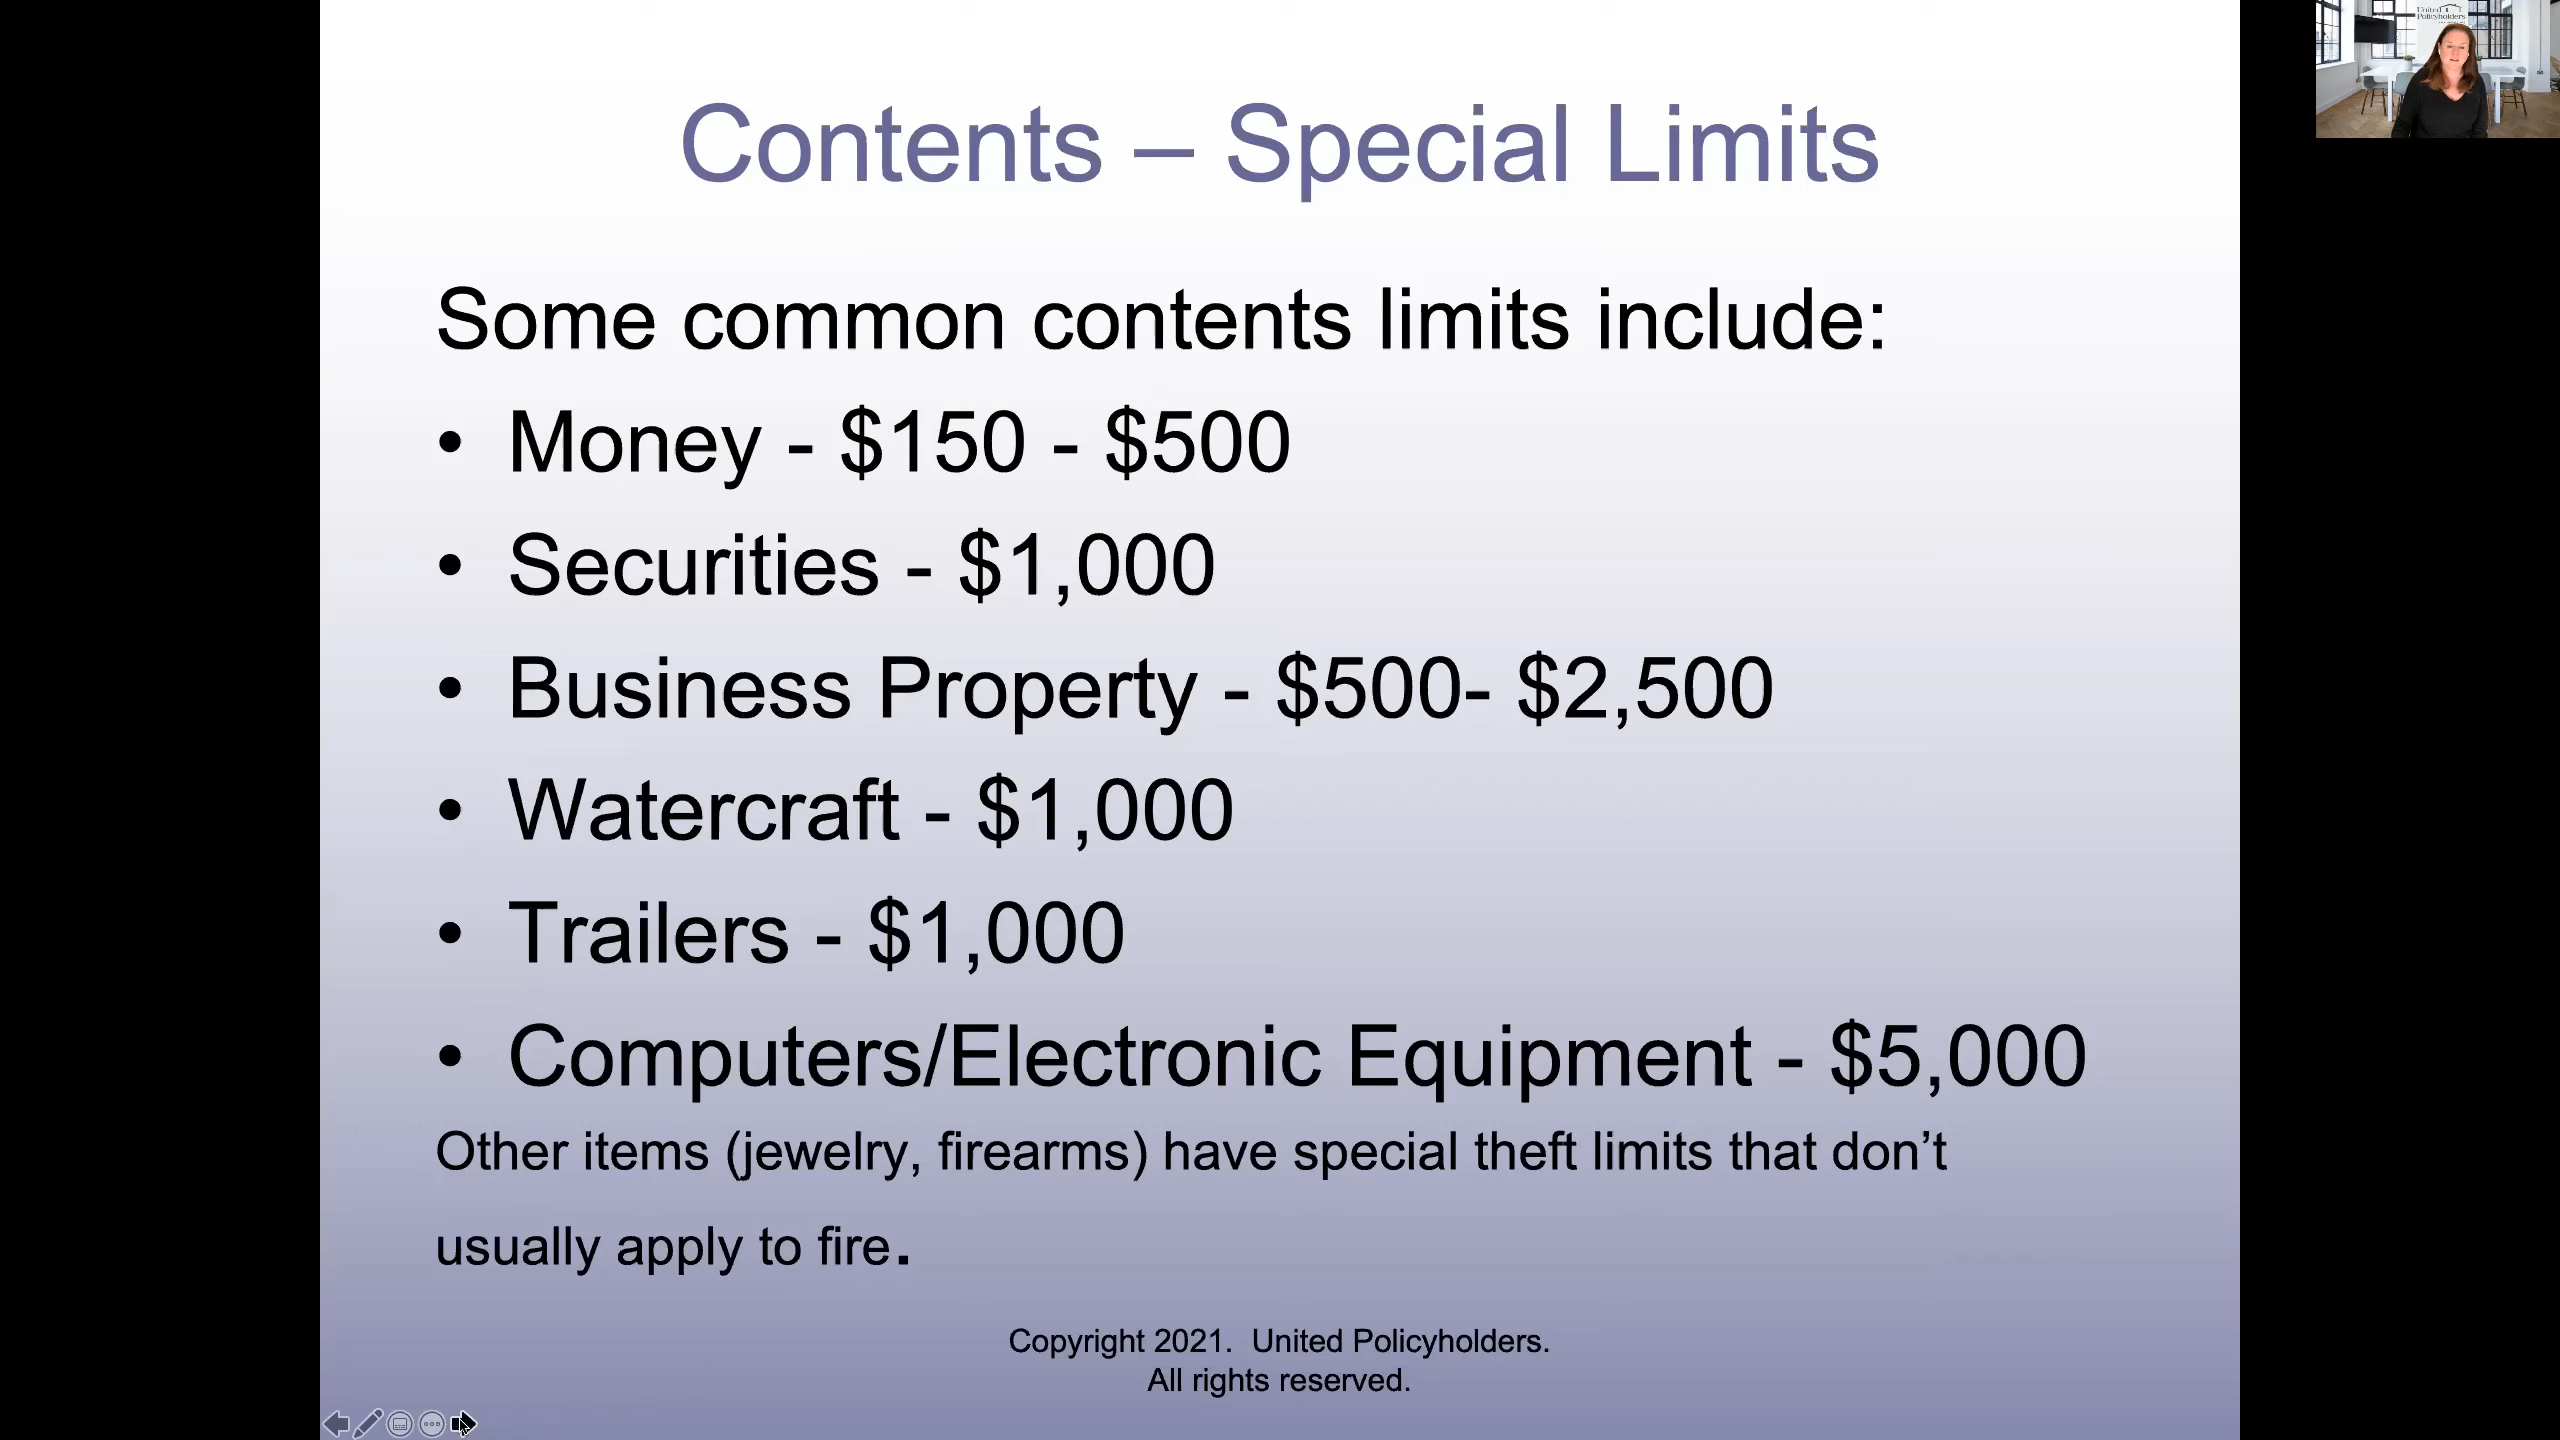 Contents – Special Limits
Some common contents limits include:
• Money - $150 - $500
• Securities - $1,000
• Business Property - $500- $2,500
• Watercraft - $1,000
• Trailers - $1,000
• Computers/Electronic Equipment - $5,000
Other items (jewelry, firearms) have special theft limits that don’t
usually apply to fire.
Copyright 2021.  United Policyholders.
All rights reserved.
United
Policyholders